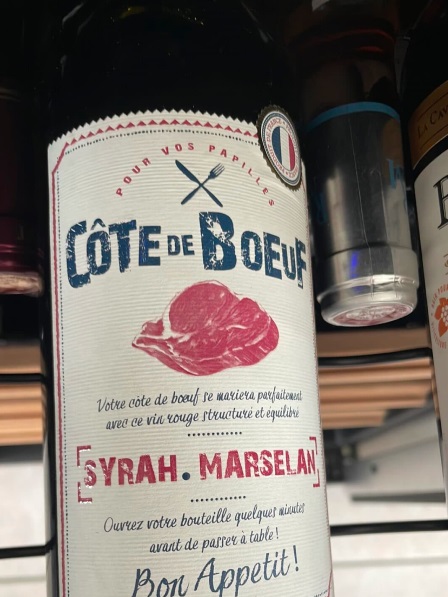 POUR VOS PAPILLES
CÔTE DE BOEUF
Votre côte de bœuf se mariera parfaitement
avec ce vin rouge structuré et équilibré
SYRAH. MARSELAN
Ouvrez votre bouteille quelques minutes
avant de passer à table !
Bon Appetit !